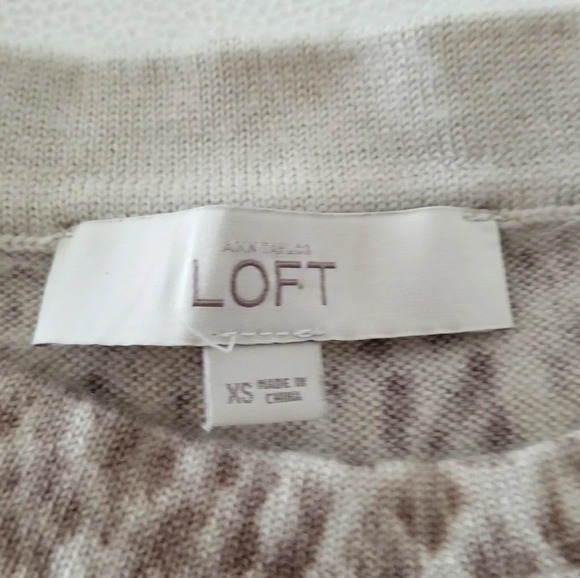 ANN TAYLOR
LOFT
XS MADE IN
CHINA